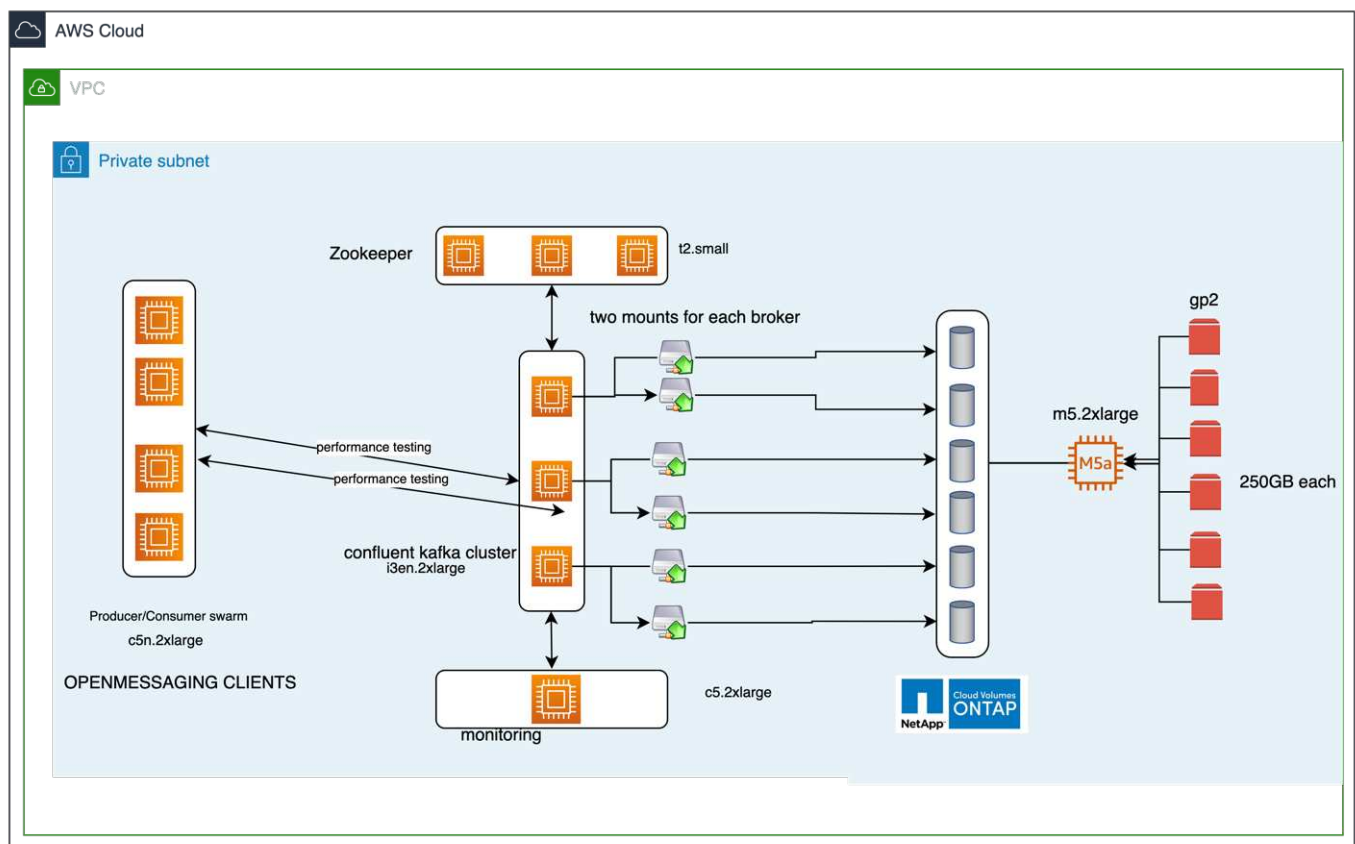 AWS Cloud
VPC
Private subnet
Zookeeper
t2.small
two mounts for each broker
gp2
m5.2xlarge
M5a
250GB each
performance testing
performance testing
confluent kafka cluster
i3en.2xlarge
Producer/Consumer swarm
c5n.2xlarge
OPENMESSAGING CLIENTS
c5.2xlarge
monitoring
NetApp
Cloud Volumes
ONTAP